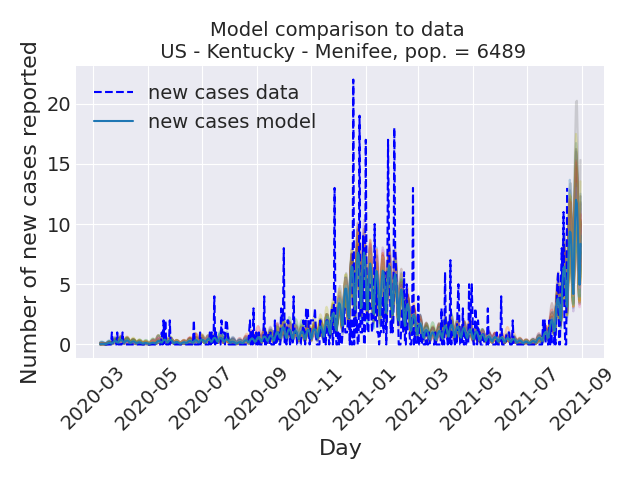 Model comparison to data
US - Kentucky - Menifee, pop. = 6489
new cases data
new cases model
Number of new cases reported
20
15
10
5
0
2020-03
2020-05
2020-07
2020-09
2020-11
2021-01
2021-03
2021-05
2021-07
2021-09
Day